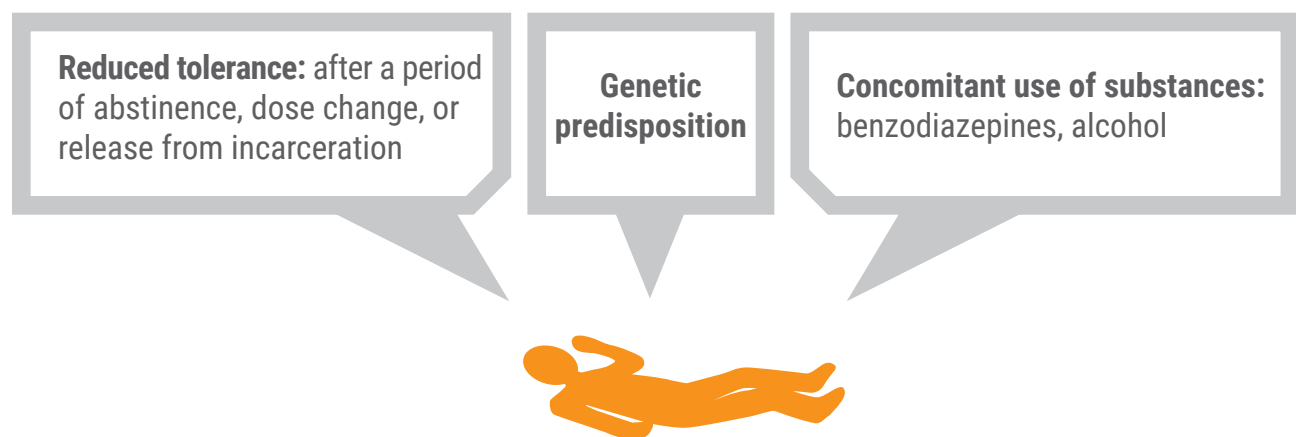 Reduced tolerance: after a period
of abstinence, dose change, or
release from incarceration
Genetic
predisposition
Concomitant use of substances:
benzodiazepines, alcohol